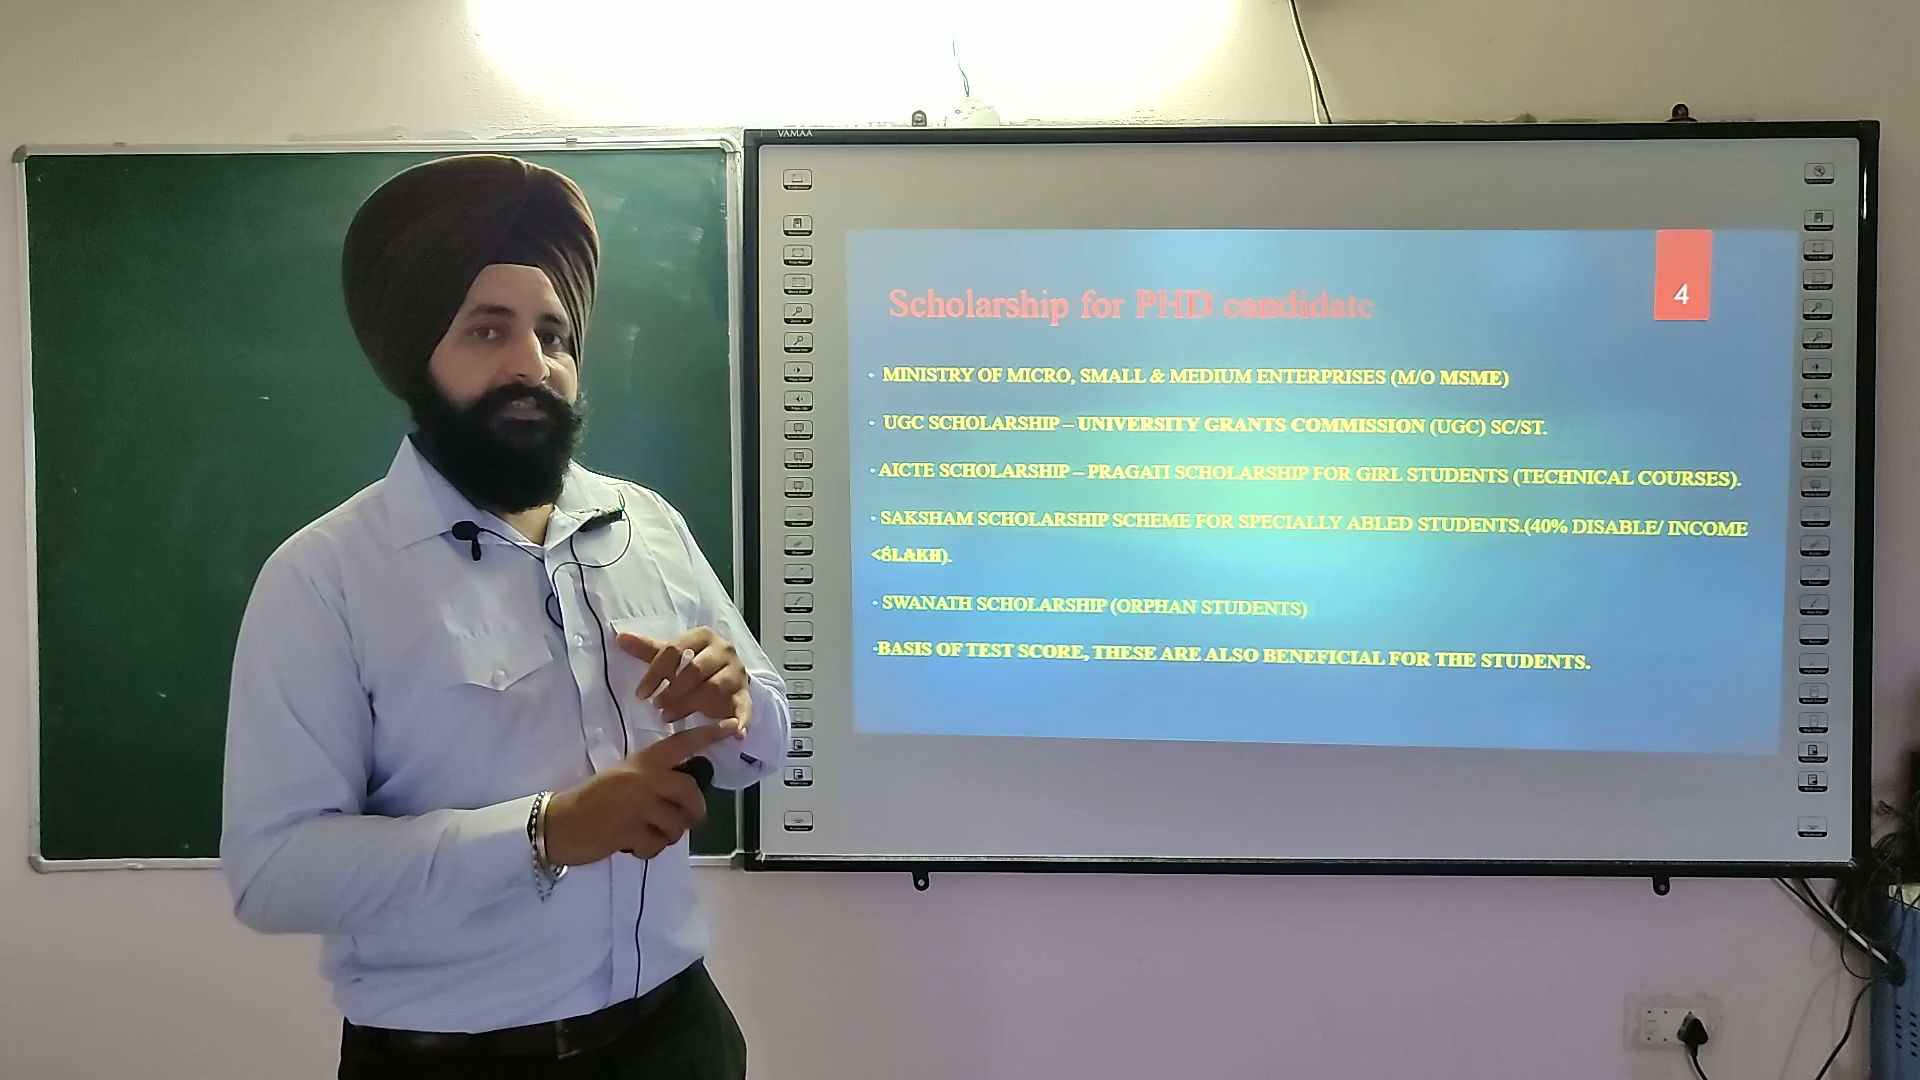 VAMAA
4
Scholarship for PHD candidate
• MINISTRY OF MICRO, SMALL & MEDIUM ENTERPRISES (M/O MSME)
• UGC SCHOLARSHIP – UNIVERSITY GRANTS COMMISSION (UGC) SC/ST.
• AICTE SCHOLARSHIP – PRAGATI SCHOLARSHIP FOR GIRL STUDENTS (TECHNICAL COURSES).
• SAKSHAM SCHOLARSHIP SCHEME FOR SPECIALLY ABLED STUDENTS.(40% DISABLE/ INCOME
<8LAKH).
• SWANATH SCHOLARSHIP (ORPHAN STUDENTS)
•BASIS OF TEST SCORE, THESE ARE ALSO BENEFICIAL FOR THE STUDENTS.